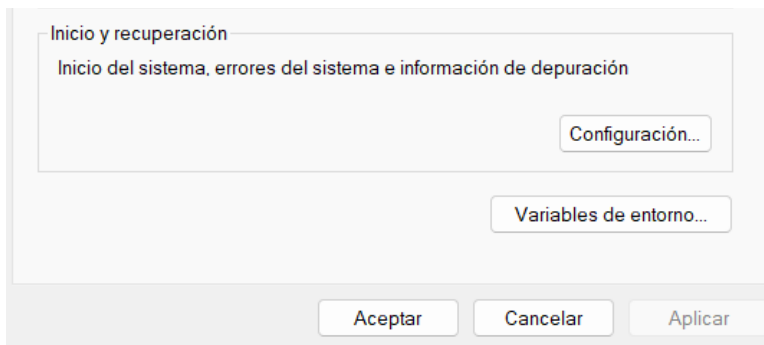 Inicio y recuperación
Inicio del sistema, errores del sistema e información de depuración
Configuración...
Variables de entorno...
Aceptar
Cancelar
Aplicar